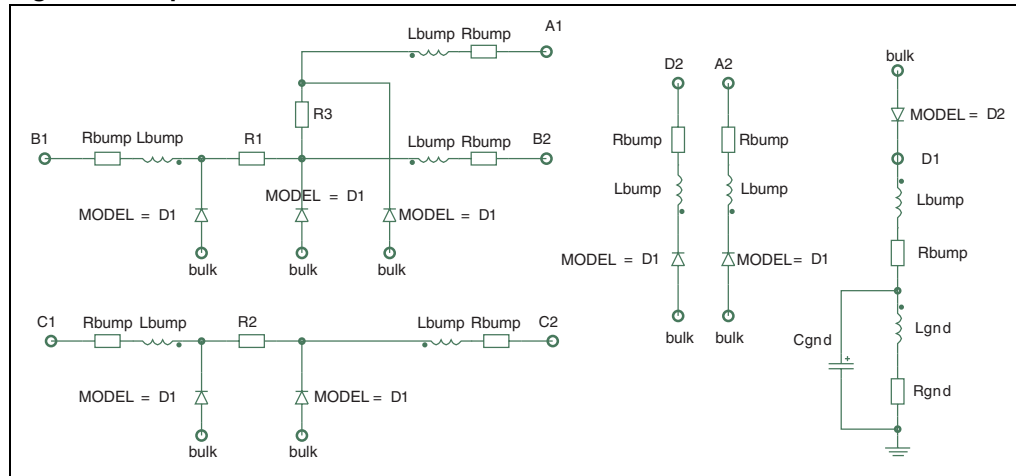 Lbump Rbump A1
R3
B1 Rbump Lbump R1 Lbump Rbump B2
MODEL = D1
MODEL = D1
MODEL = D1
bulk bulk bulk
C1 Rbump Lbump R2 Lbump Rbump C2
MODEL = D1
MODEL = D1
bulk bulk
D2 A2
Rbump Rbump
Lbump Lbump
MODEL = D1 MODEL= D1
bulk bulk
bulk
MODEL = D2
D1
Lbump
Rbump
Lgnd
Cgnd
+
Rgnd